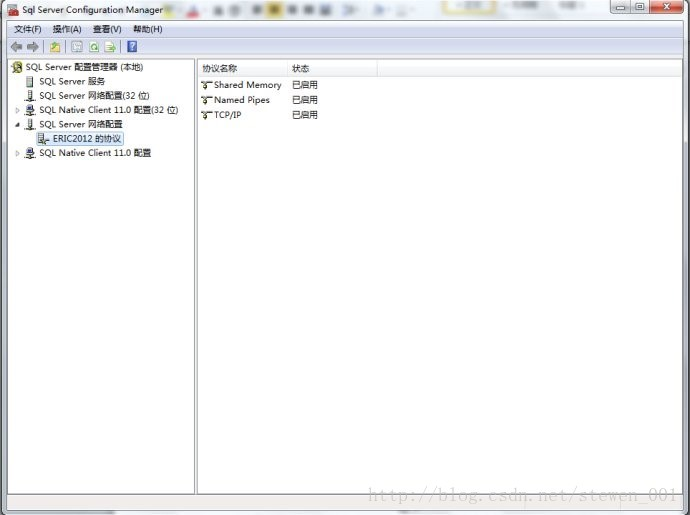 Sql Server Configuration Manager
文件(F) 操作(A) 查看(V) 帮助(H)
SQL Server 配置管理器 (本地)
SQL Server 服务
SQL Server 网络配置(32 位)
SQL Native Client 11.0 配置(32 位)
SQL Server 网络配置
ERIC2012 的协议
SQL Native Client 11.0 配置
协议名称 状态
Shared Memory 已启用
Named Pipes 已启用
TCP/IP 已启用
http://blog.csdn.net/stewen_001